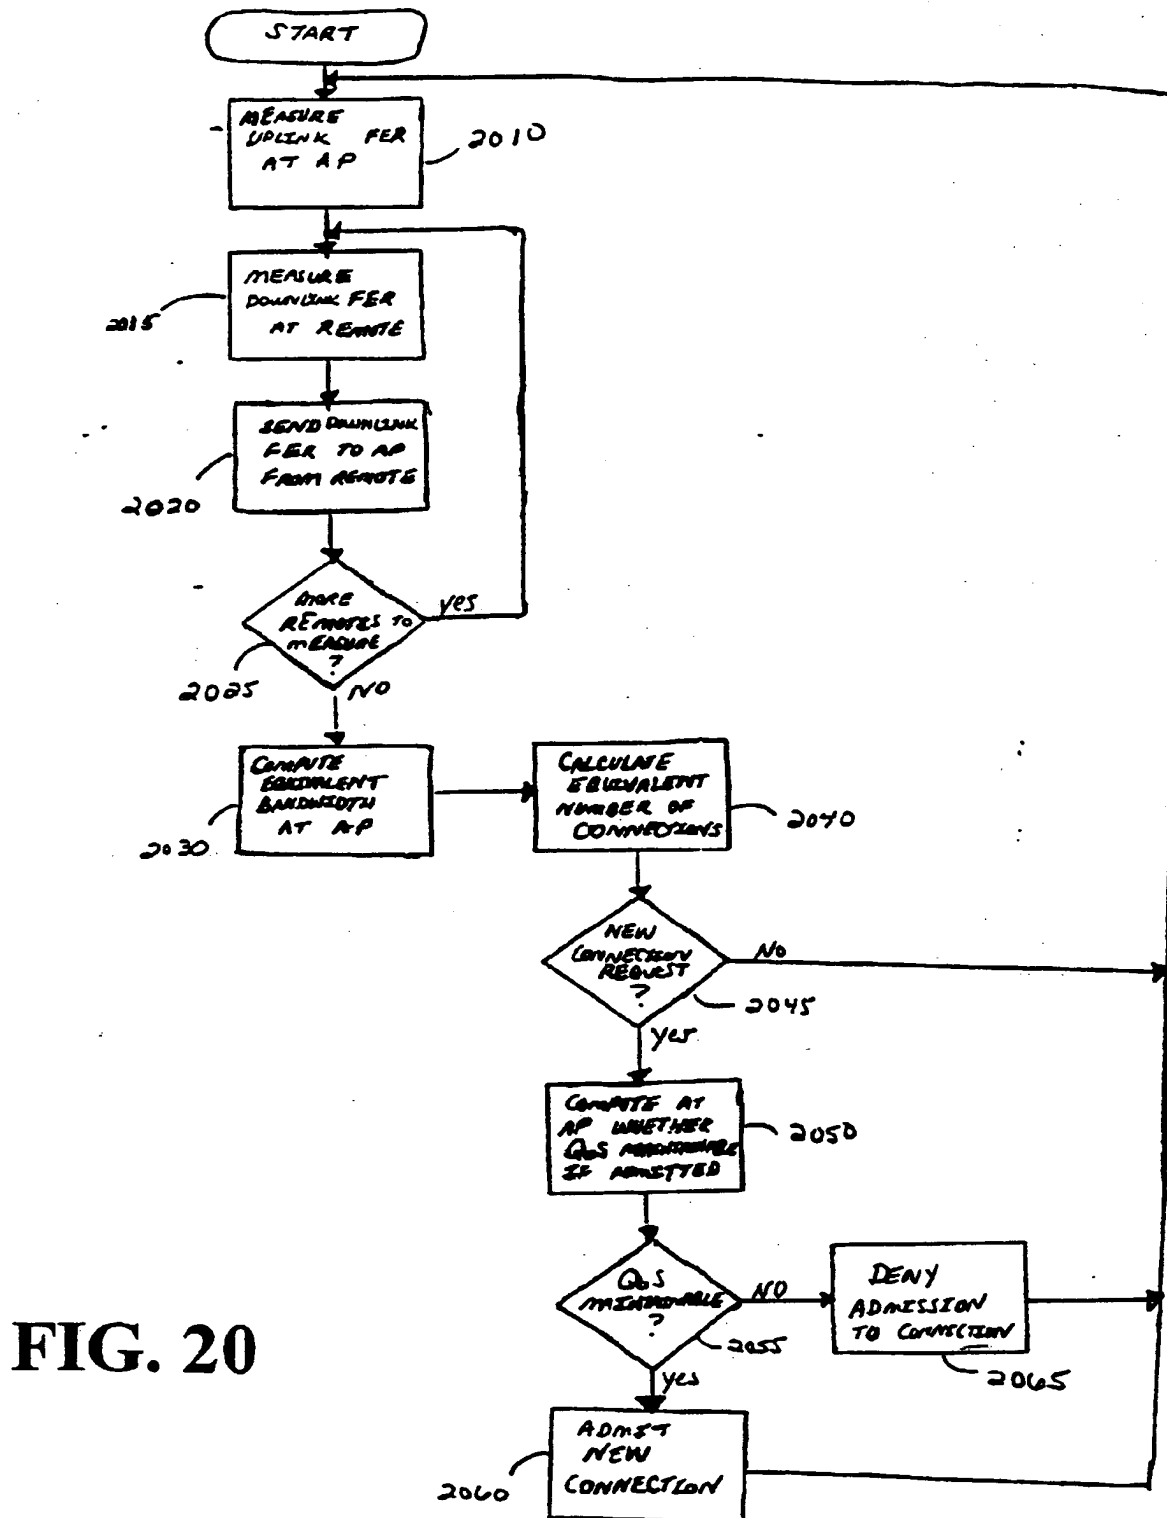 START
MEASURE
UPLINK FER
AT AP
2010
MEASURE
DOWNLINK FER
AT REMOTE
2015
SEND DOWNLINK
FER TO AP
FROM REMOTE
2020
MORE
REMOTES TO
MEASURE
?
yes
2025
NO
COMPUTE
EQUIVALENT
BANDWIDTH
AT AP
2030
CALCULATE
EQUIVALENT
NUMBER OF
CONNECTIONS
2040
NEW
CONNECTION
REQUEST
?
NO
2045
yes
COMPUTE AT
AP WHETHER
QoS MAINTAINABLE
IF ADMITTED
2050
QoS
MAINTAINABLE
?
NO
2055
yes
DENY
ADMISSION
TO CONNECTION
2065
ADMIT
NEW
CONNECTION
2060
FIG. 20